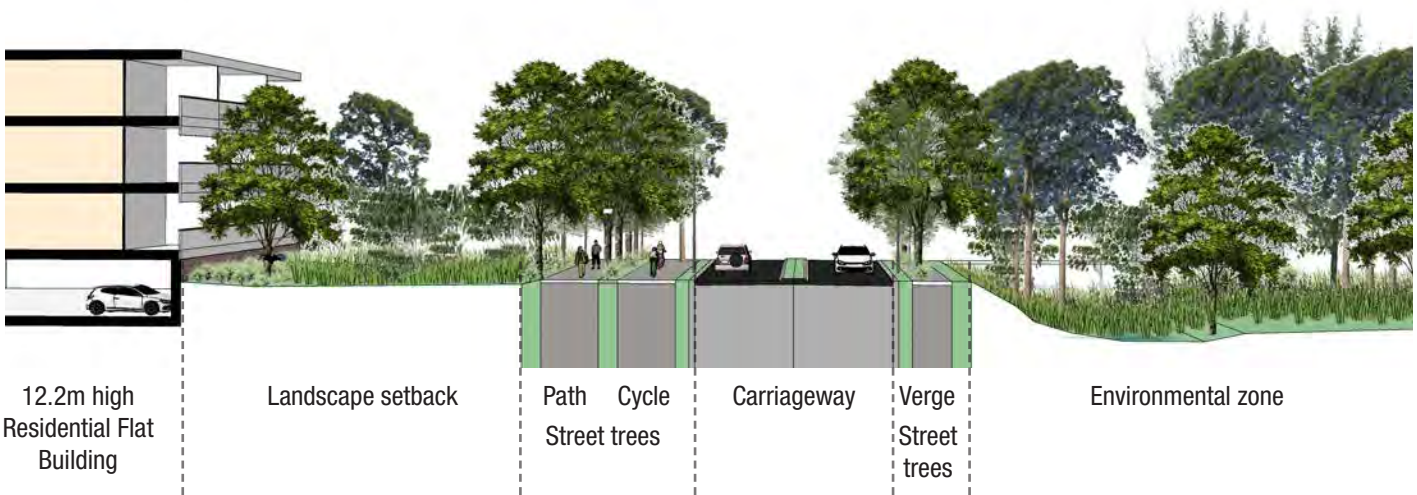 12.2m high
Residential Flat
Building
Landscape setback
Path Cycle
Street trees
Carriageway
Verge
Street
trees
Environmental zone